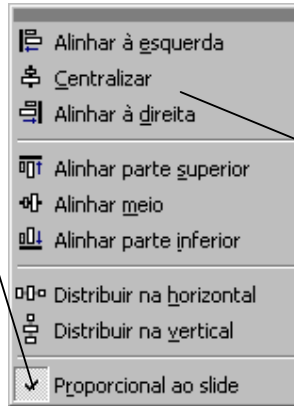 Alinhar à esquerda
Centralizar
Alinhar à direita
Alinhar parte superior
Alinhar meio
Alinhar parte inferior
Distribuir na horizontal
Distribuir na vertical
Proporcional ao slide